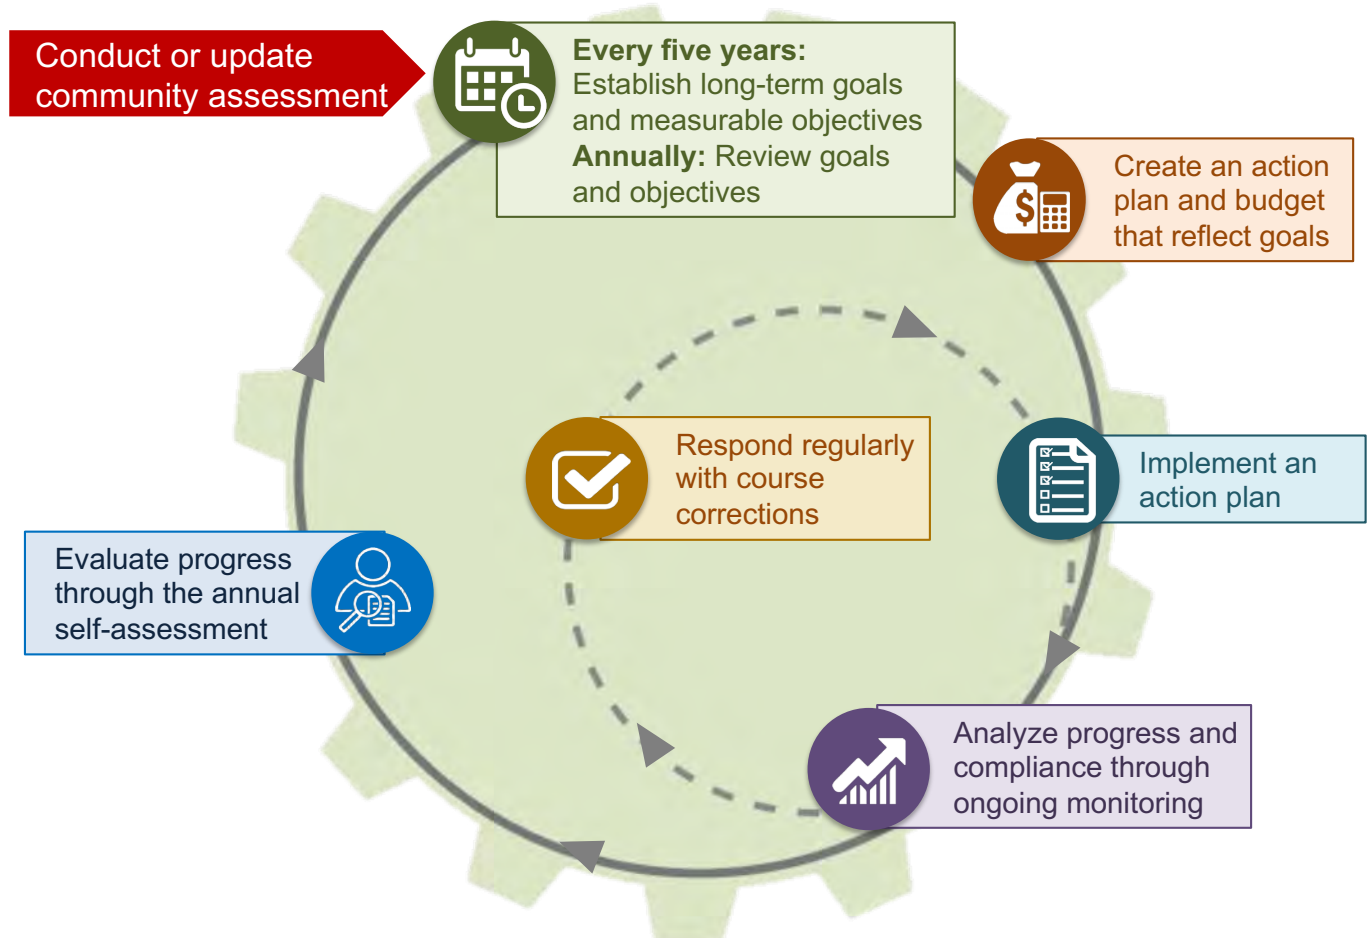 Conduct or update
community assessment
Every five years:
Establish long-term goals
and measurable objectives
Annually: Review goals
and objectives
Create an action
plan and budget
that reflect goals
$
Respond regularly
with course
corrections
Implement an
action plan
Evaluate progress
through the annual
self-assessment
Analyze progress and
compliance through
ongoing monitoring